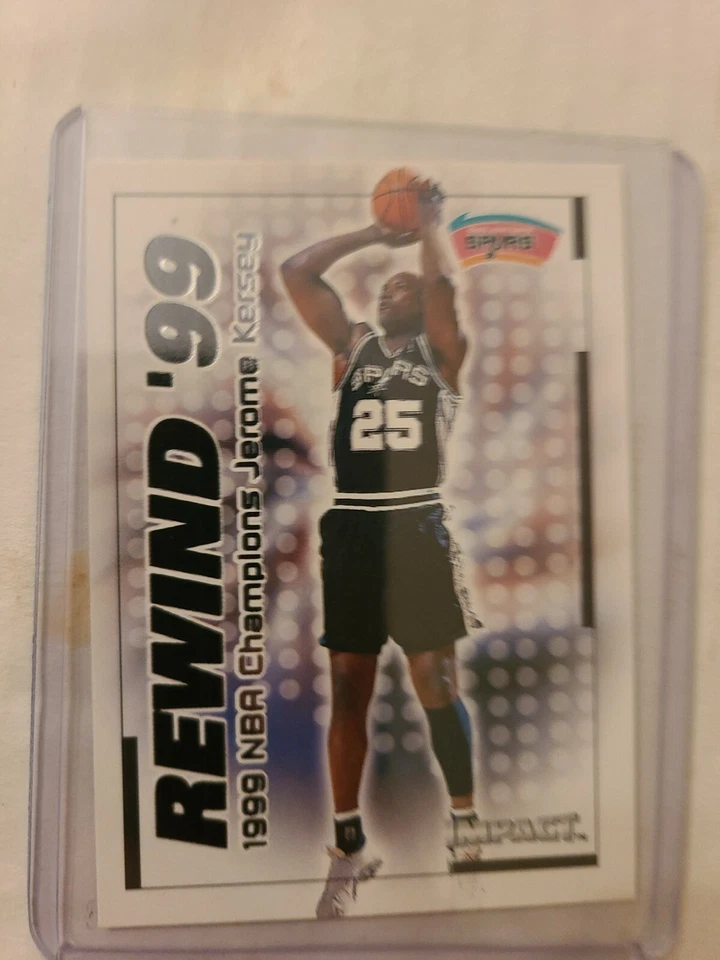 REWIND '99
1999 NBA Champions Jerome Kersey
SPURS
SPURS
25
IMPACT